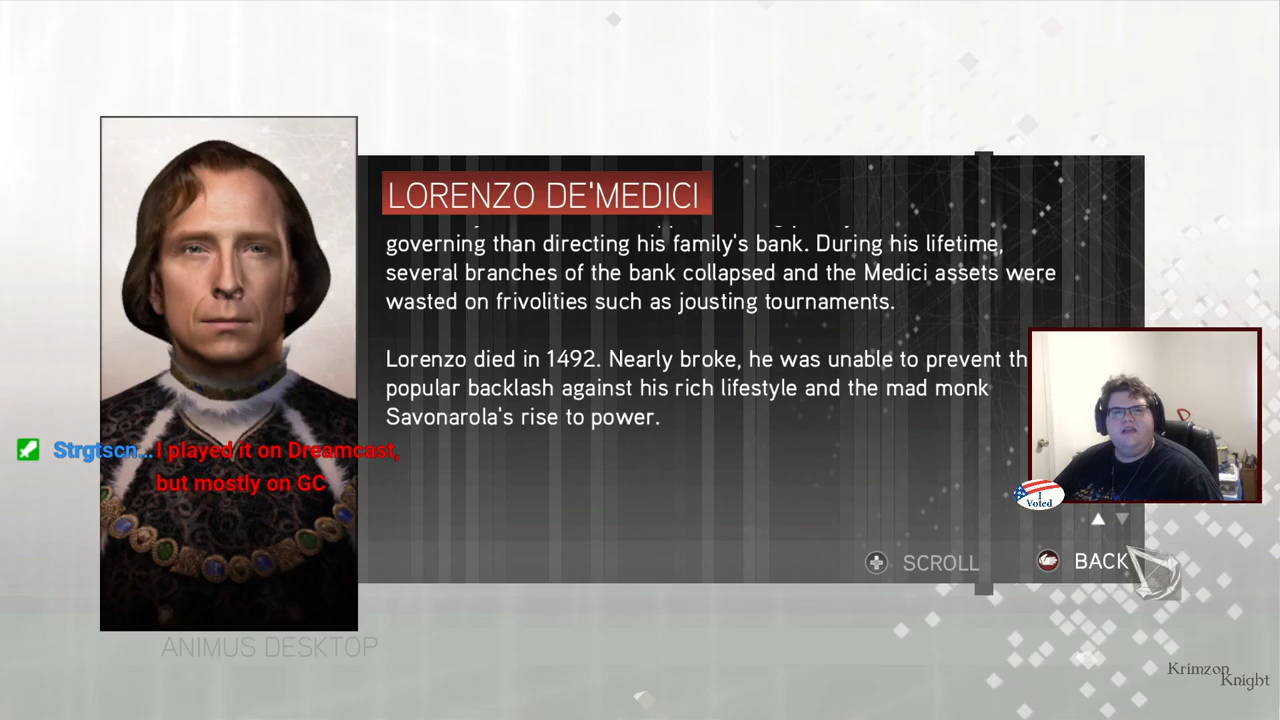 LORENZO DE'MEDICI
governing than directing his family's bank. During his lifetime,
several branches of the bank collapsed and the Medici assets were
wasted on frivolities such as jousting tournaments.
Lorenzo died in 1492. Nearly broke, he was unable to prevent th
popular backlash against his rich lifestyle and the mad monk
Savonarola's rise to power.
Strgtscn... I played it on Dreamcast,
but mostly on GC
I
Voted
SCROLL
BACK
ANIMUS DESKTOP
Krimzon
Knight